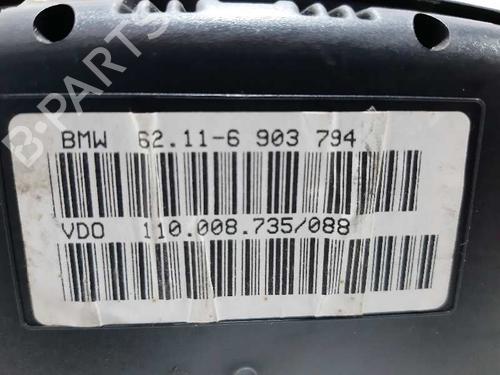 B-PARTS
BMW 62.11-6 903 794
VDO 110.008.735/088